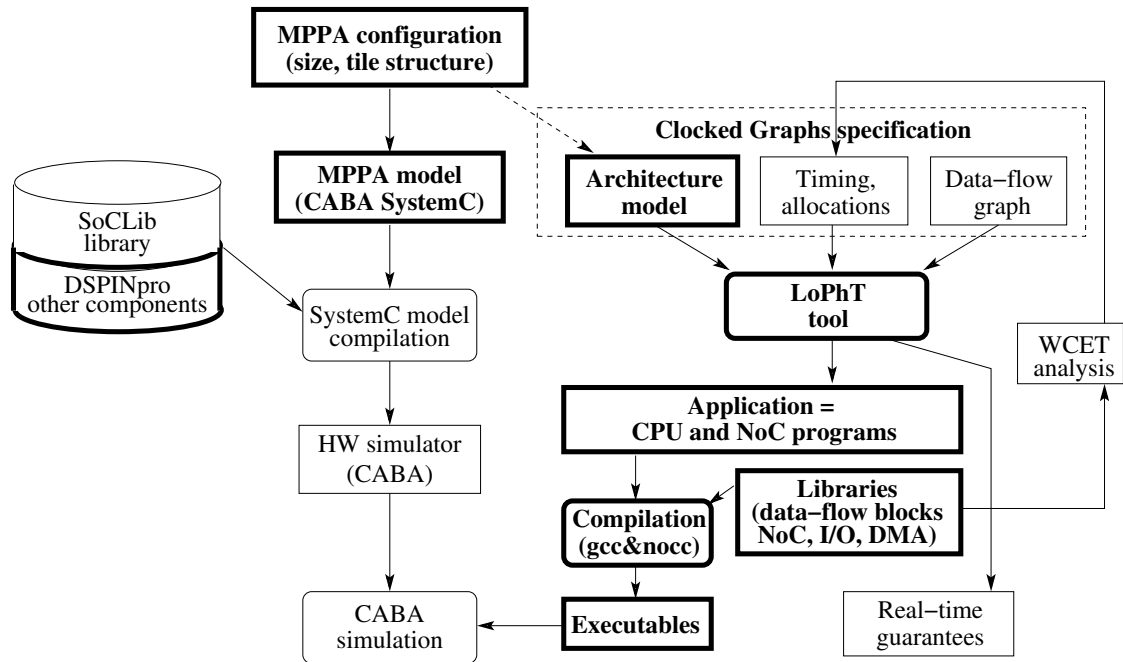 MPPA configuration
(size, tile structure)
Clocked Graphs specification
MPPA model
(CABA SystemC)
Architecture
model
Timing,
allocations
Data−flow
graph
SoCLib
library
DSPINpro
other components
SystemC model
compilation
LoPhT
tool
WCET
analysis
Application =
CPU and NoC programs
HW simulator
(CABA)
Libraries
(data−flow blocks
NoC, I/O, DMA)
Compilation
(gcc&nocc)
CABA
simulation
Executables
Real−time
guarantees